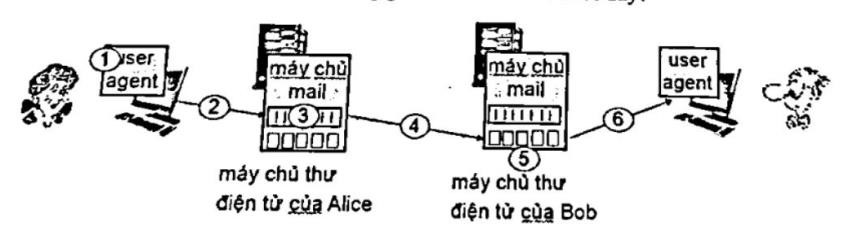 1 user
agent
2
máy chủ
mail
3
máy chủ thư
điện tử của Alice
4
máy chủ
mail
5
máy chủ thư
điện tử của Bob
6
user
agent